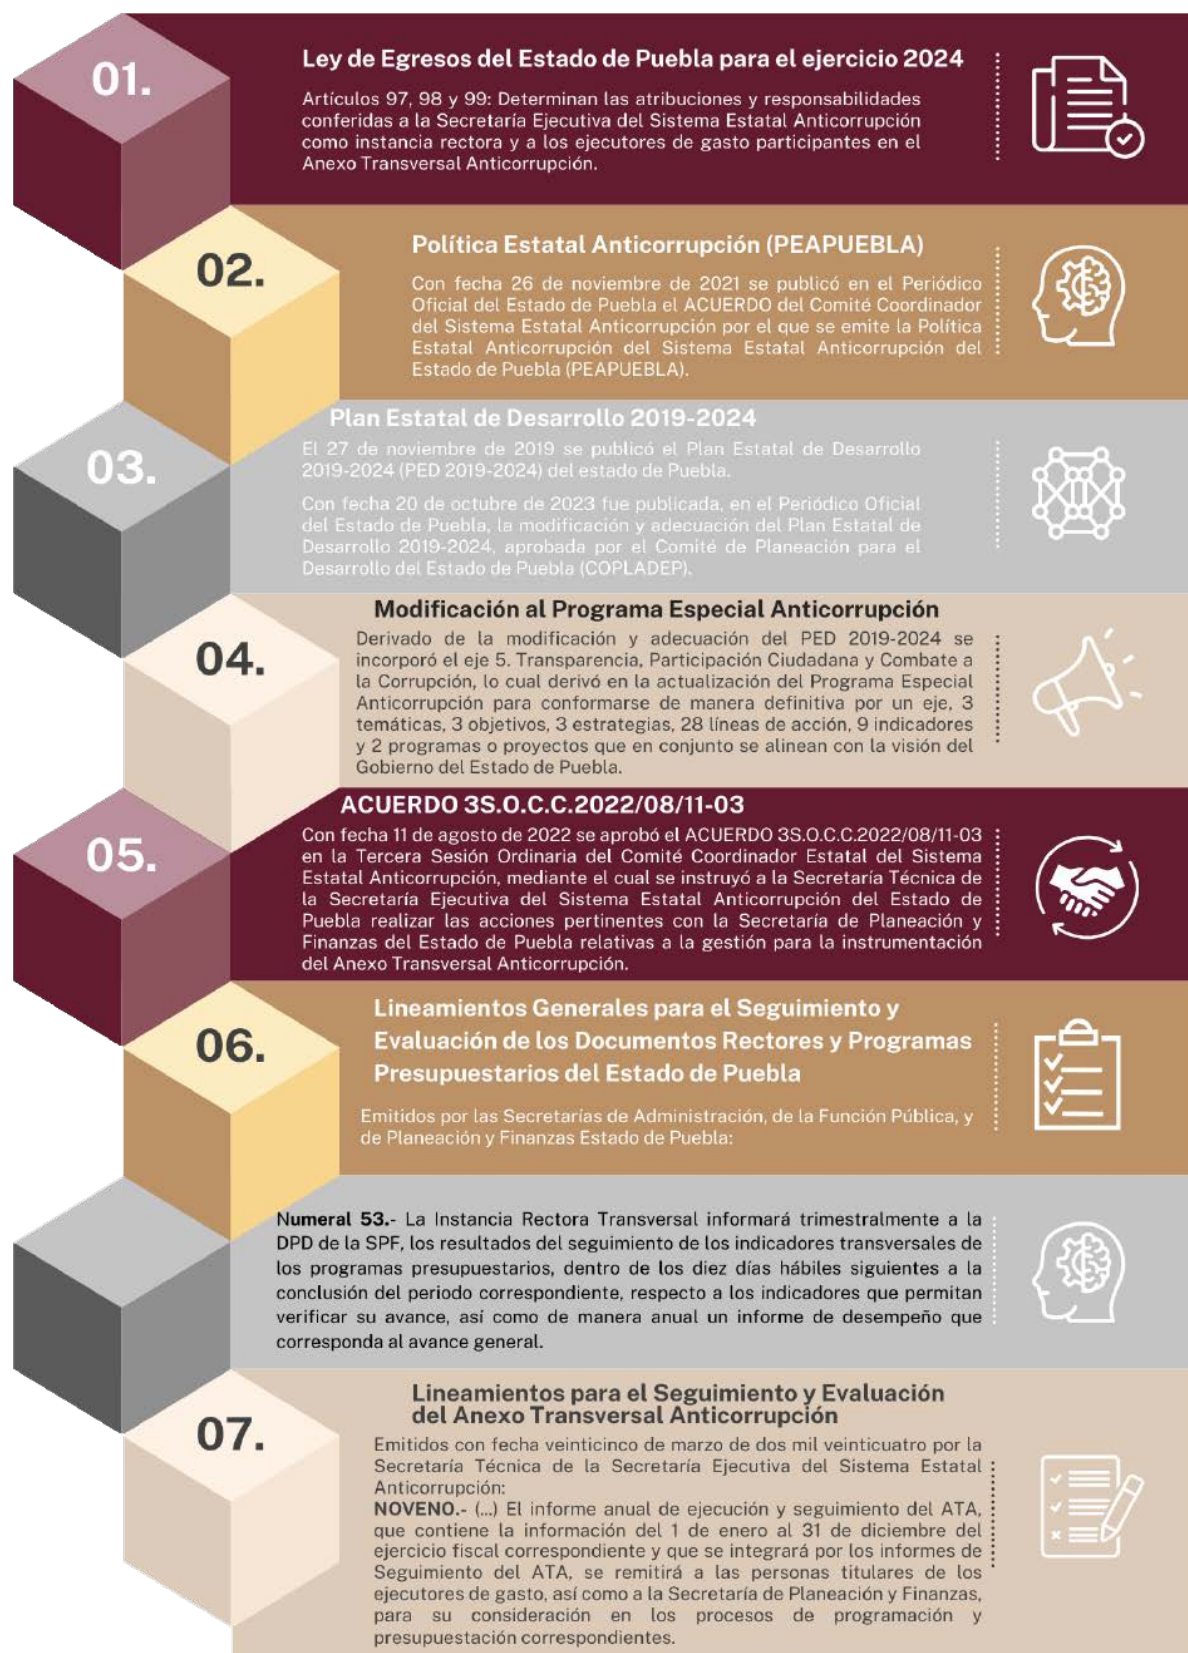 01.
Ley de Egresos del Estado de Puebla para el ejercicio 2024
Artículos 97, 98 y 99: Determinan las atribuciones y responsabilidades
conferidas a la Secretaría Ejecutiva del Sistema Estatal Anticorrupción
como instancia rectora y a los ejecutores de gasto participantes en el
Anexo Transversal Anticorrupción.
02.
Política Estatal Anticorrupción (PEAPUEBLA)
Con fecha 26 de noviembre de 2021 se publicó en el Periódico
Oficial del Estado de Puebla el ACUERDO del Comité Coordinador
del Sistema Estatal Anticorrupción por el que se emite la Política
Estatal Anticorrupción del Sistema Estatal Anticorrupción del
Estado de Puebla (PEAPUEBLA).
03.
Plan Estatal de Desarrollo 2019-2024
El 27 de noviembre de 2019 se publicó el Plan Estatal de Desarrollo
2019-2024 (PED 2019-2024) del estado de Puebla.
Con fecha 20 de octubre de 2023 fue publicada, en el Periódico Oficial
del Estado de Puebla, la modificación y adecuación del Plan Estatal de
Desarrollo 2019-2024, aprobada por el Comité de Planeación para el
Desarrollo del Estado de Puebla (COPLADEP).
04.
Modificación al Programa Especial Anticorrupción
Derivado de la modificación y adecuación del PED 2019-2024 se
incorporó el eje 5. Transparencia, Participación Ciudadana y Combate a
la Corrupción, lo cual derivó en la actualización del Programa Especial
Anticorrupción para conformarse de manera definitiva por un eje, 3
temáticas, 3 objetivos, 3 estrategias, 28 líneas de acción, 9 indicadores
y 2 programas o proyectos que en conjunto se alinean con la visión del
Gobierno del Estado de Puebla.
05.
ACUERDO 3S.O.C.C.2022/08/11-03
Con fecha 11 de agosto de 2022 se aprobó el ACUERDO 3S.O.C.C.2022/08/11-03
en la Tercera Sesión Ordinaria del Comité Coordinador Estatal del Sistema
Estatal Anticorrupción, mediante el cual se instruyó a la Secretaría Técnica de
la Secretaría Ejecutiva del Sistema Estatal Anticorrupción del Estado de
Puebla realizar las acciones pertinentes con la Secretaría de Planeación y
Finanzas del Estado de Puebla relativas a la gestión para la instrumentación
del Anexo Transversal Anticorrupción.
06.
Lineamientos Generales para el Seguimiento y
Evaluación de los Documentos Rectores y Programas
Presupuestarios del Estado de Puebla
Emitidos por las Secretarías de Administración, de la Función Pública, y
de Planeación y Finanzas Estado de Puebla:
Numeral 53.- La Instancia Rectora Transversal informará trimestralmente a la
DPD de la SPF, los resultados del seguimiento de los indicadores transversales de
los programas presupuestarios, dentro de los diez días hábiles siguientes a la
conclusión del periodo correspondiente, respecto a los indicadores que permitan
verificar su avance, así como de manera anual un informe de desempeño que
corresponda al avance general.
07.
Lineamientos para el Seguimiento y Evaluación
del Anexo Transversal Anticorrupción
Emitidos con fecha veinticinco de marzo de dos mil veinticuatro por la
Secretaría Técnica de la Secretaría Ejecutiva del Sistema Estatal
Anticorrupción:
NOVENO.- (...) El informe anual de ejecución y seguimiento del ATA,
que contiene la información del 1 de enero al 31 de diciembre del
ejercicio fiscal correspondiente y que se integrará por los informes de
Seguimiento del ATA, se remitirá a las personas titulares de los
ejecutores de gasto, así como a la Secretaría de Planeación y Finanzas,
para su consideración en los procesos de programación y
presupuestación correspondientes.